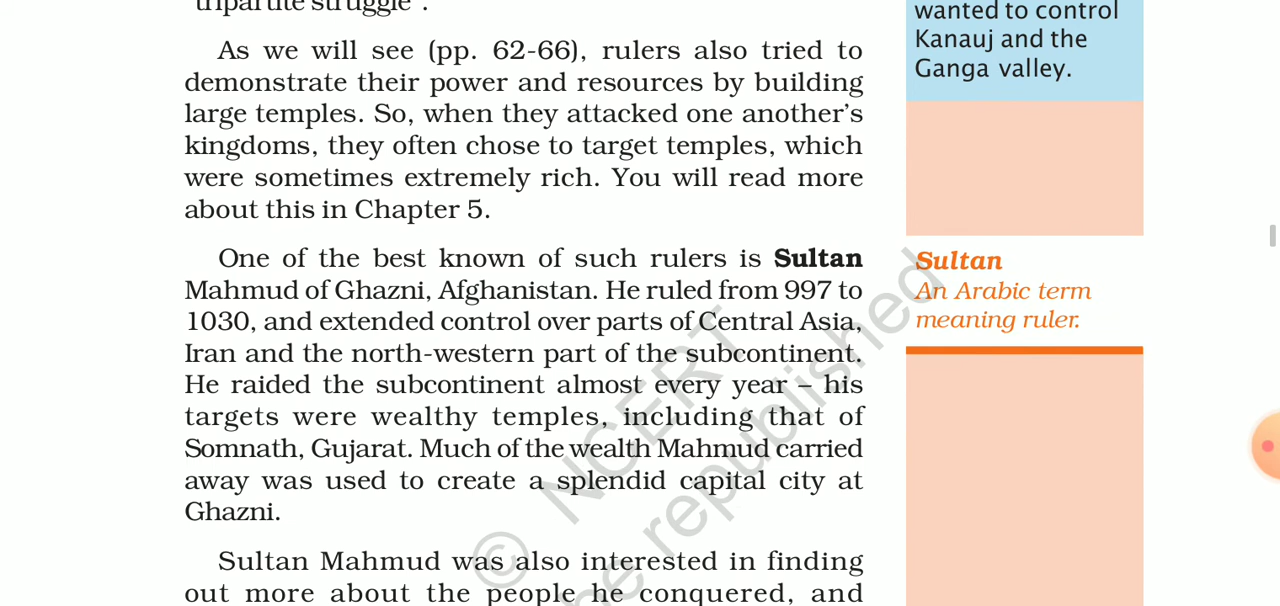 "tripartite struggle".
As we will see (pp. 62-66), rulers also tried to
demonstrate their power and resources by building
large temples. So, when they attacked one another's
kingdoms, they often chose to target temples, which
were sometimes extremely rich. You will read more
about this in Chapter 5.
One of the best known of such rulers is Sultan
Mahmud of Ghazni, Afghanistan. He ruled from 997 to
1030, and extended control over parts of Central Asia,
Iran and the north-western part of the subcontinent.
He raided the subcontinent almost every year – his
targets were wealthy temples, including that of
Somnath, Gujarat. Much of the wealth Mahmud carried
away was used to create a splendid capital city at
Ghazni.
Sultan Mahmud was also interested in finding
out more about the people he conquered, and
wanted to control
Kanauj and the
Ganga valley.
Sultan
An Arabic term
meaning ruler.
© NCERT
be republished